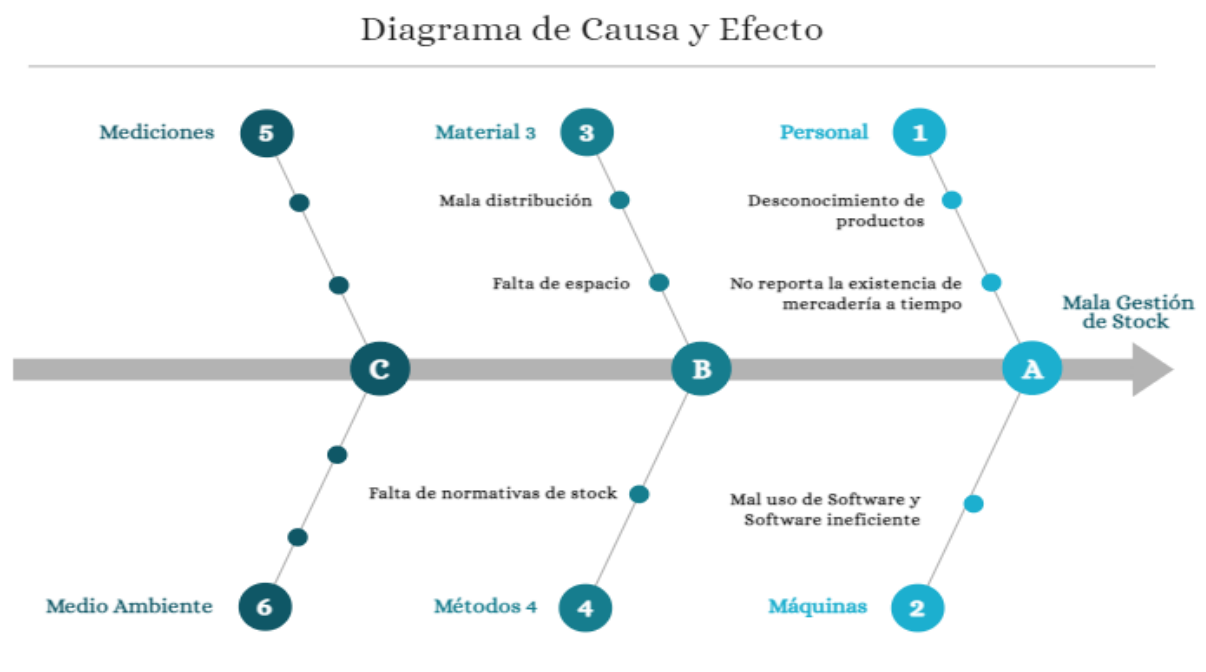 Diagrama de Causa y Efecto
Mediciones
5
Material 3
3
Personal
1
Mala distribución
Desconocimiento de
productos
Falta de espacio
No reporta la existencia de
mercadería a tiempo
Mala Gestión
de Stock
C
B
A
Falta de normativas de stock
Mal uso de Software y
Software ineficiente
Medio Ambiente
6
Métodos 4
4
Máquinas
2